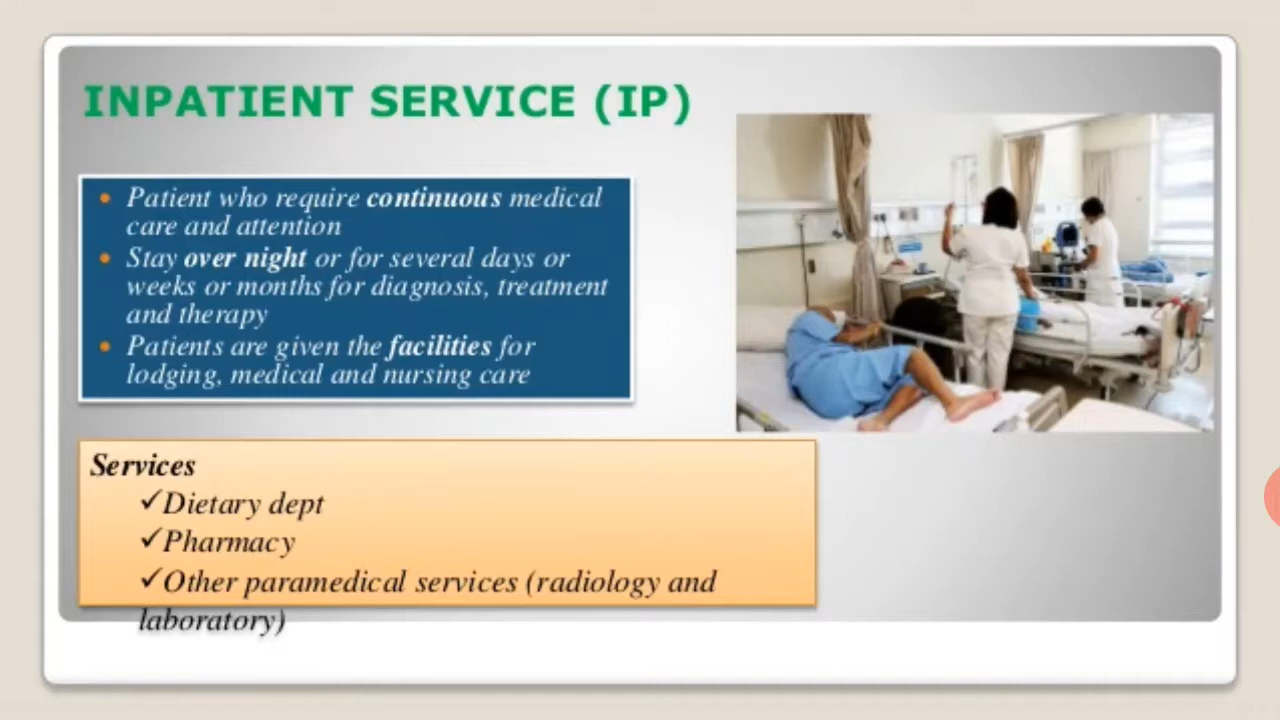 INPATIENT SERVICE (IP)
• Patient who require continuous medical
care and attention
• Stay over night or for several days or
weeks or months for diagnosis, treatment
and therapy
• Patients are given the facilities for
lodging, medical and nursing care
Services
✓Dietary dept
✓Pharmacy
✓Other paramedical services (radiology and
laboratory)